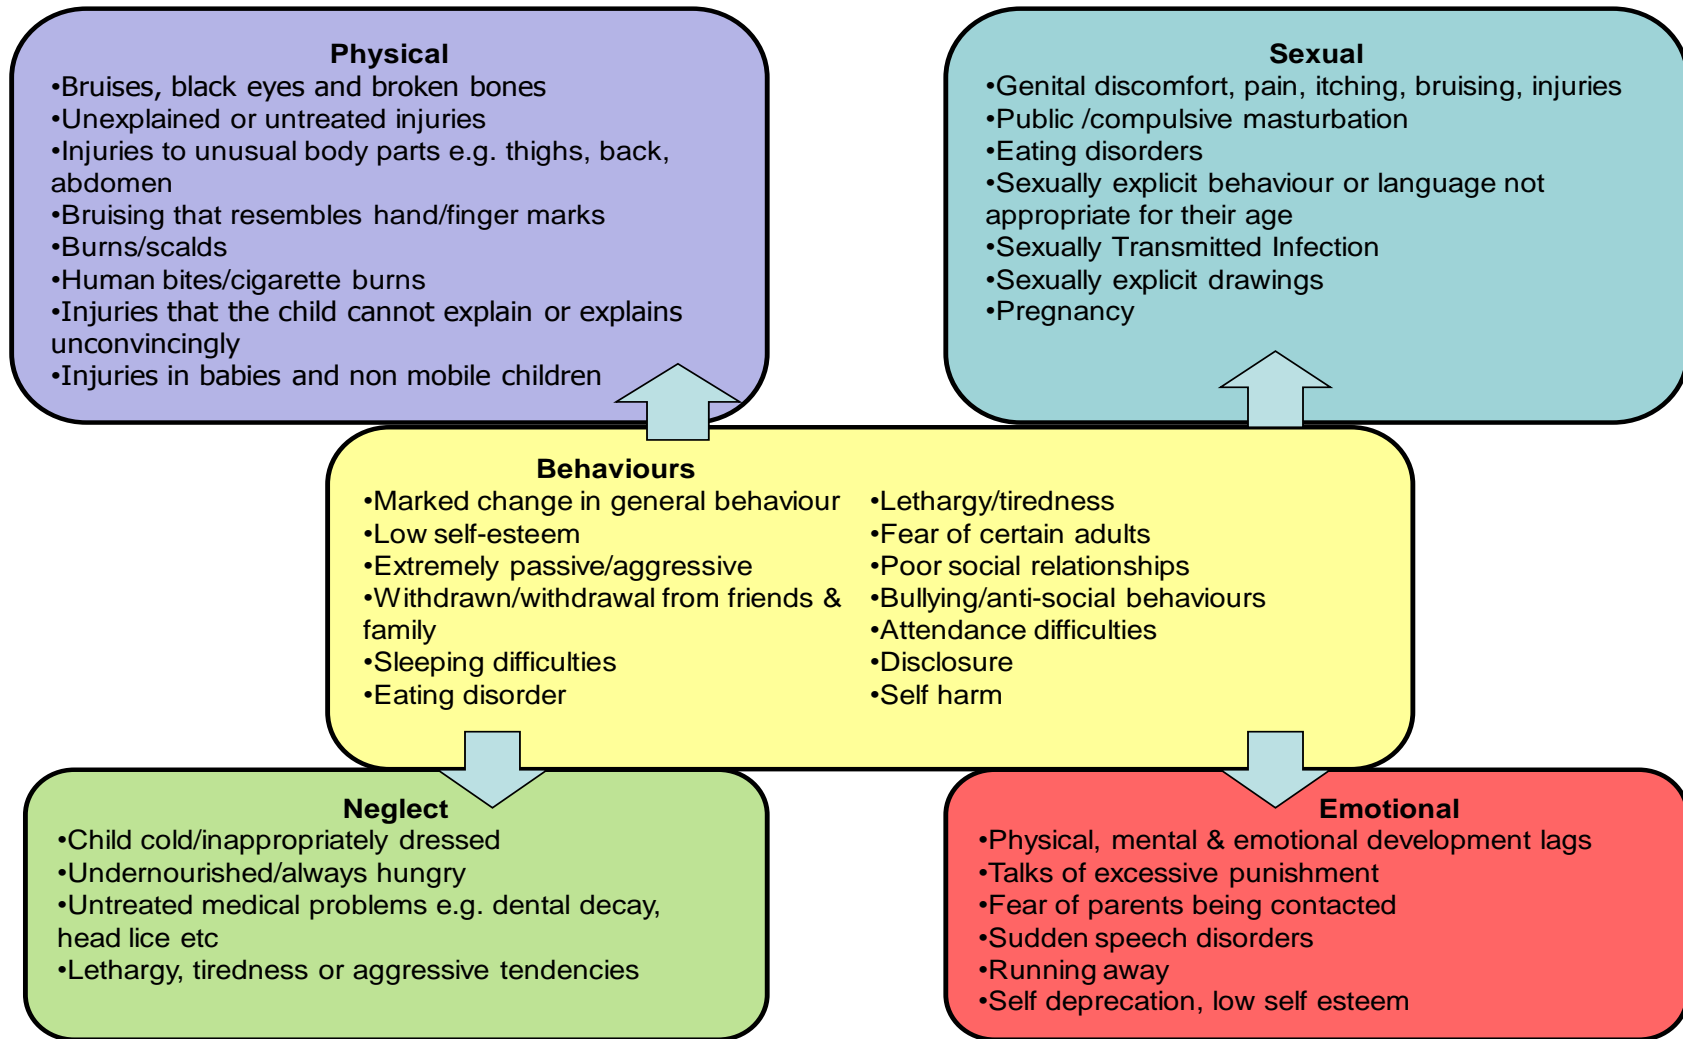 Physical
•Bruises, black eyes and broken bones
•Unexplained or untreated injuries
•Injuries to unusual body parts e.g. thighs, back,
abdomen
•Bruising that resembles hand/finger marks
•Burns/scalds
•Human bites/cigarette burns
•Injuries that the child cannot explain or explains
unconvincingly
•Injuries in babies and non mobile children
Sexual
•Genital discomfort, pain, itching, bruising, injuries
•Public /compulsive masturbation
•Eating disorders
•Sexually explicit behaviour or language not
appropriate for their age
•Sexually Transmitted Infection
•Sexually explicit drawings
•Pregnancy
Behaviours
•Marked change in general behaviour
•Low self-esteem
•Extremely passive/aggressive
•Withdrawn/withdrawal from friends &
family
•Sleeping difficulties
•Eating disorder
•Lethargy/tiredness
•Fear of certain adults
•Poor social relationships
•Bullying/anti-social behaviours
•Attendance difficulties
•Disclosure
•Self harm
Neglect
•Child cold/inappropriately dressed
•Undernourished/always hungry
•Untreated medical problems e.g. dental decay,
head lice etc
•Lethargy, tiredness or aggressive tendencies
Emotional
•Physical, mental & emotional development lags
•Talks of excessive punishment
•Fear of parents being contacted
•Sudden speech disorders
•Running away
•Self deprecation, low self esteem